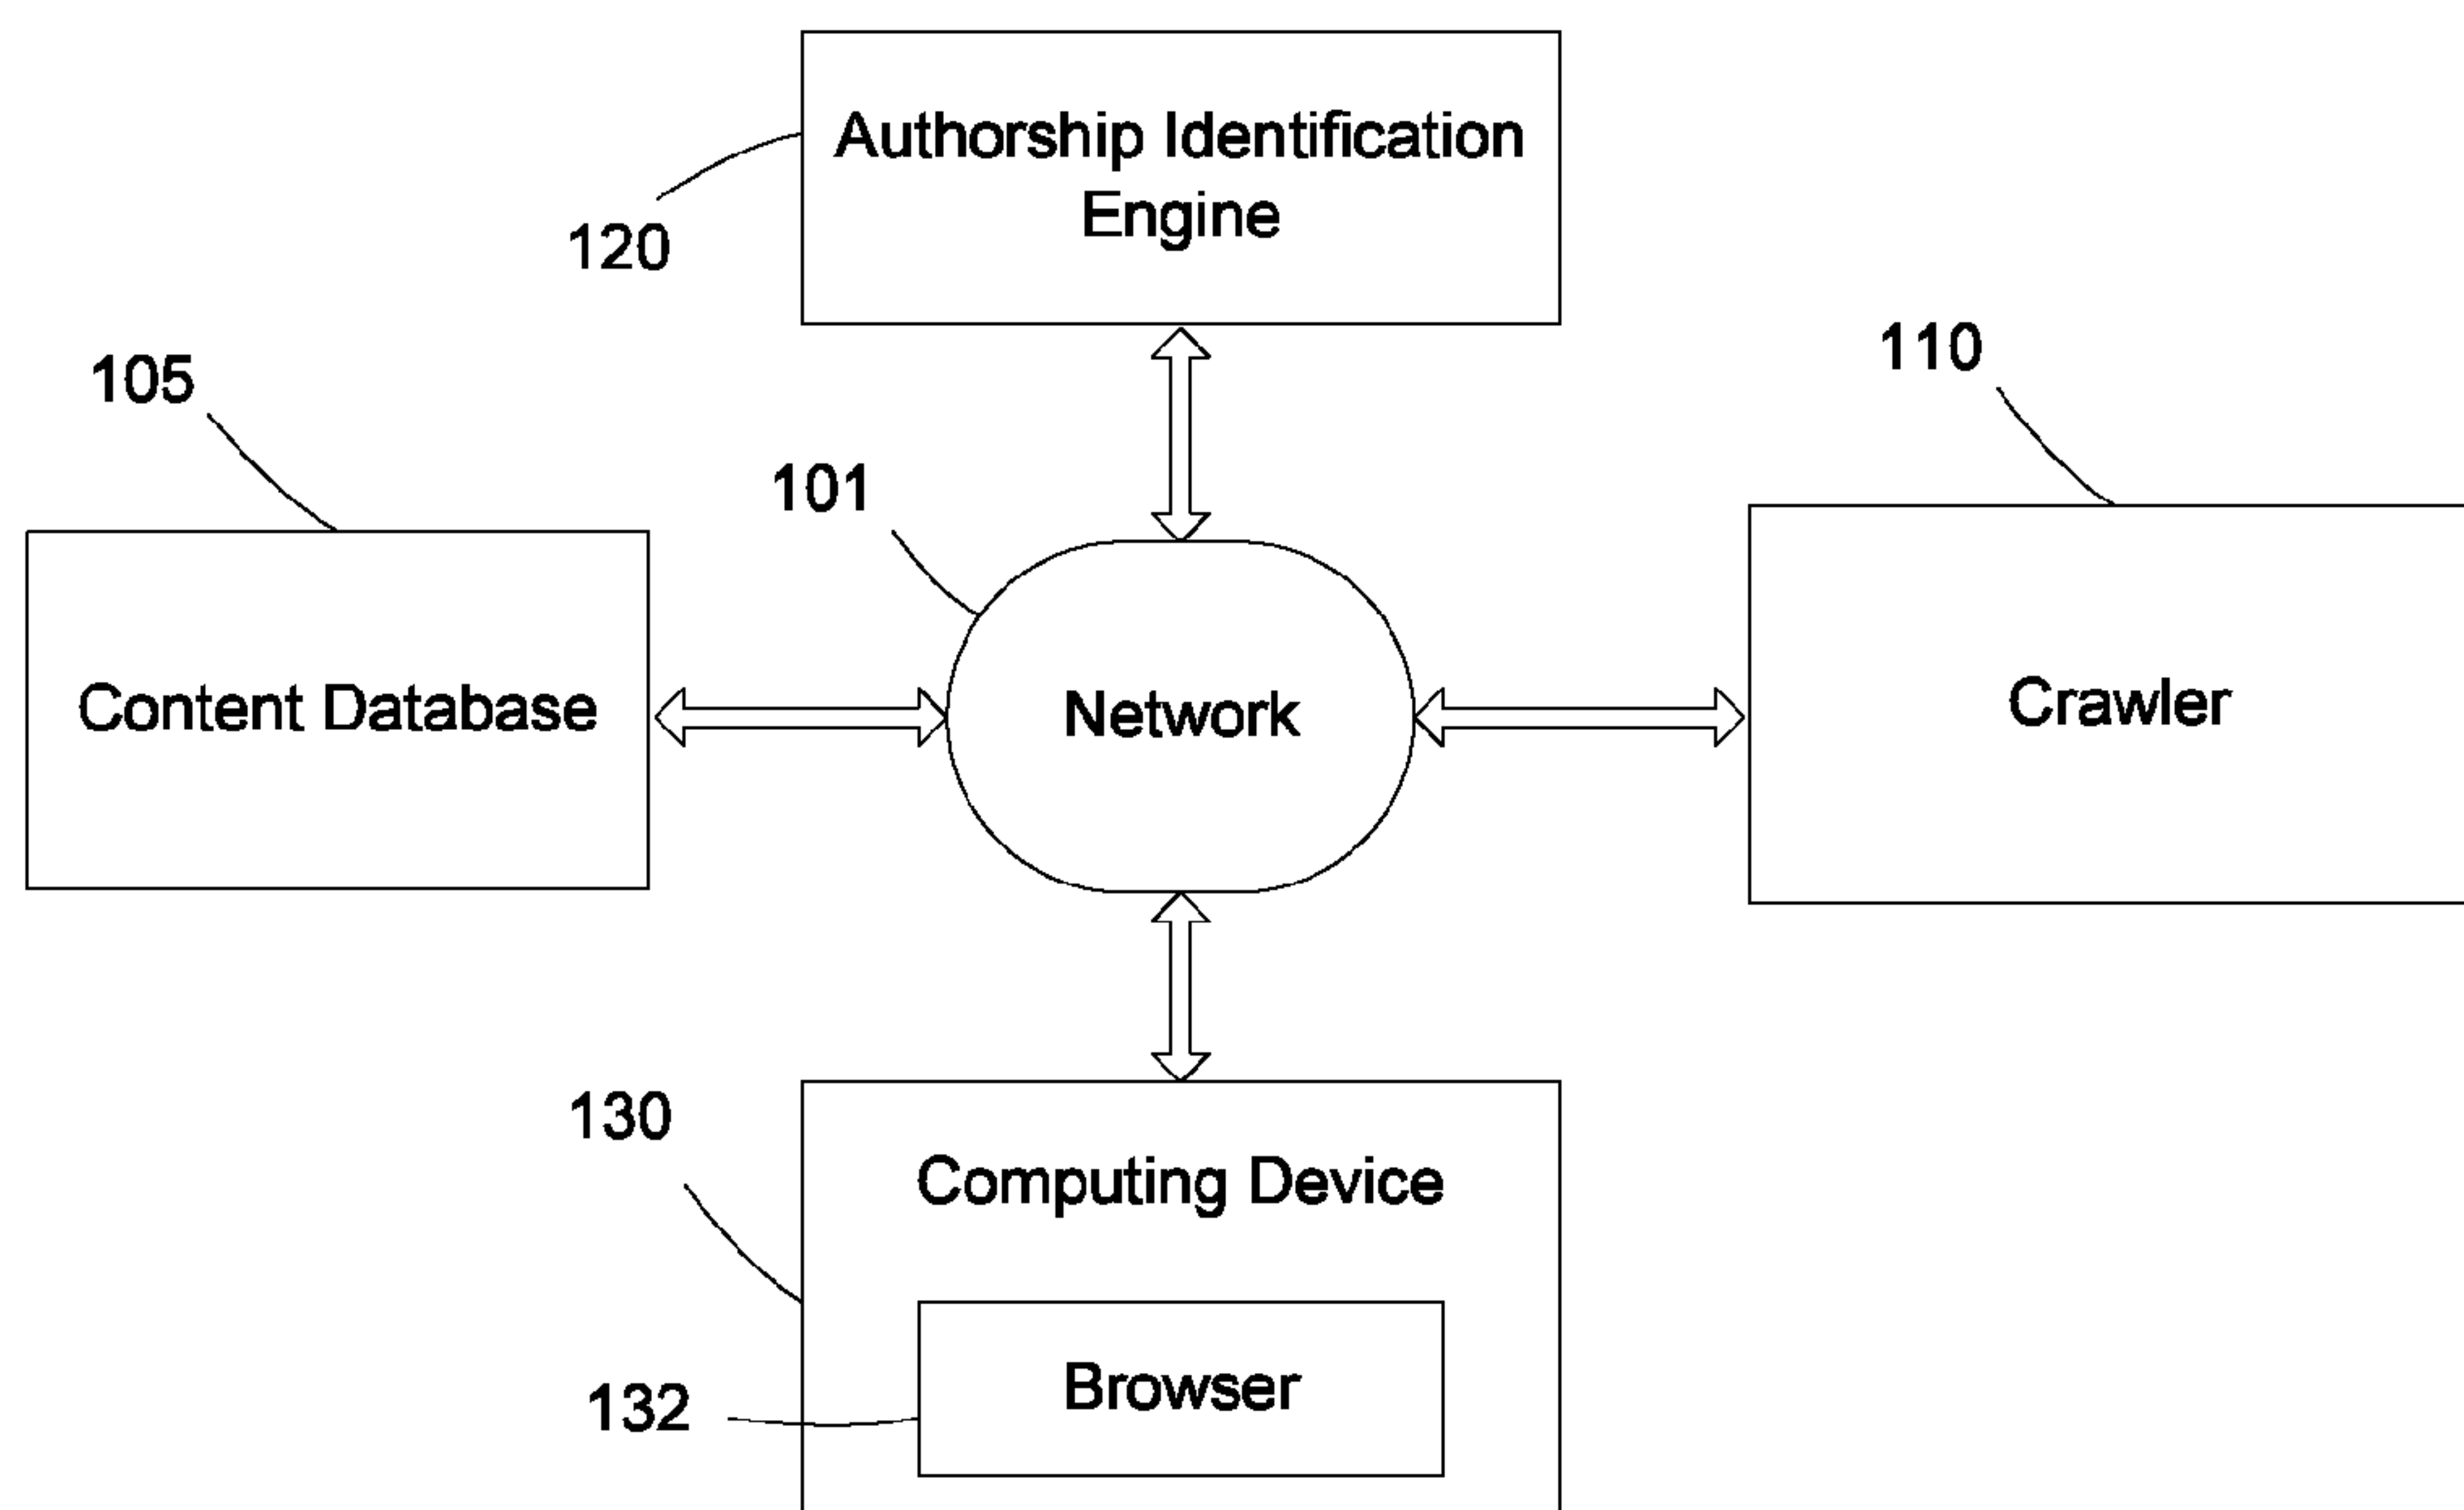 Authorship Identification
Engine
120
110
105
101
Content Database
Network
Crawler
130
Computing Device
Browser
132